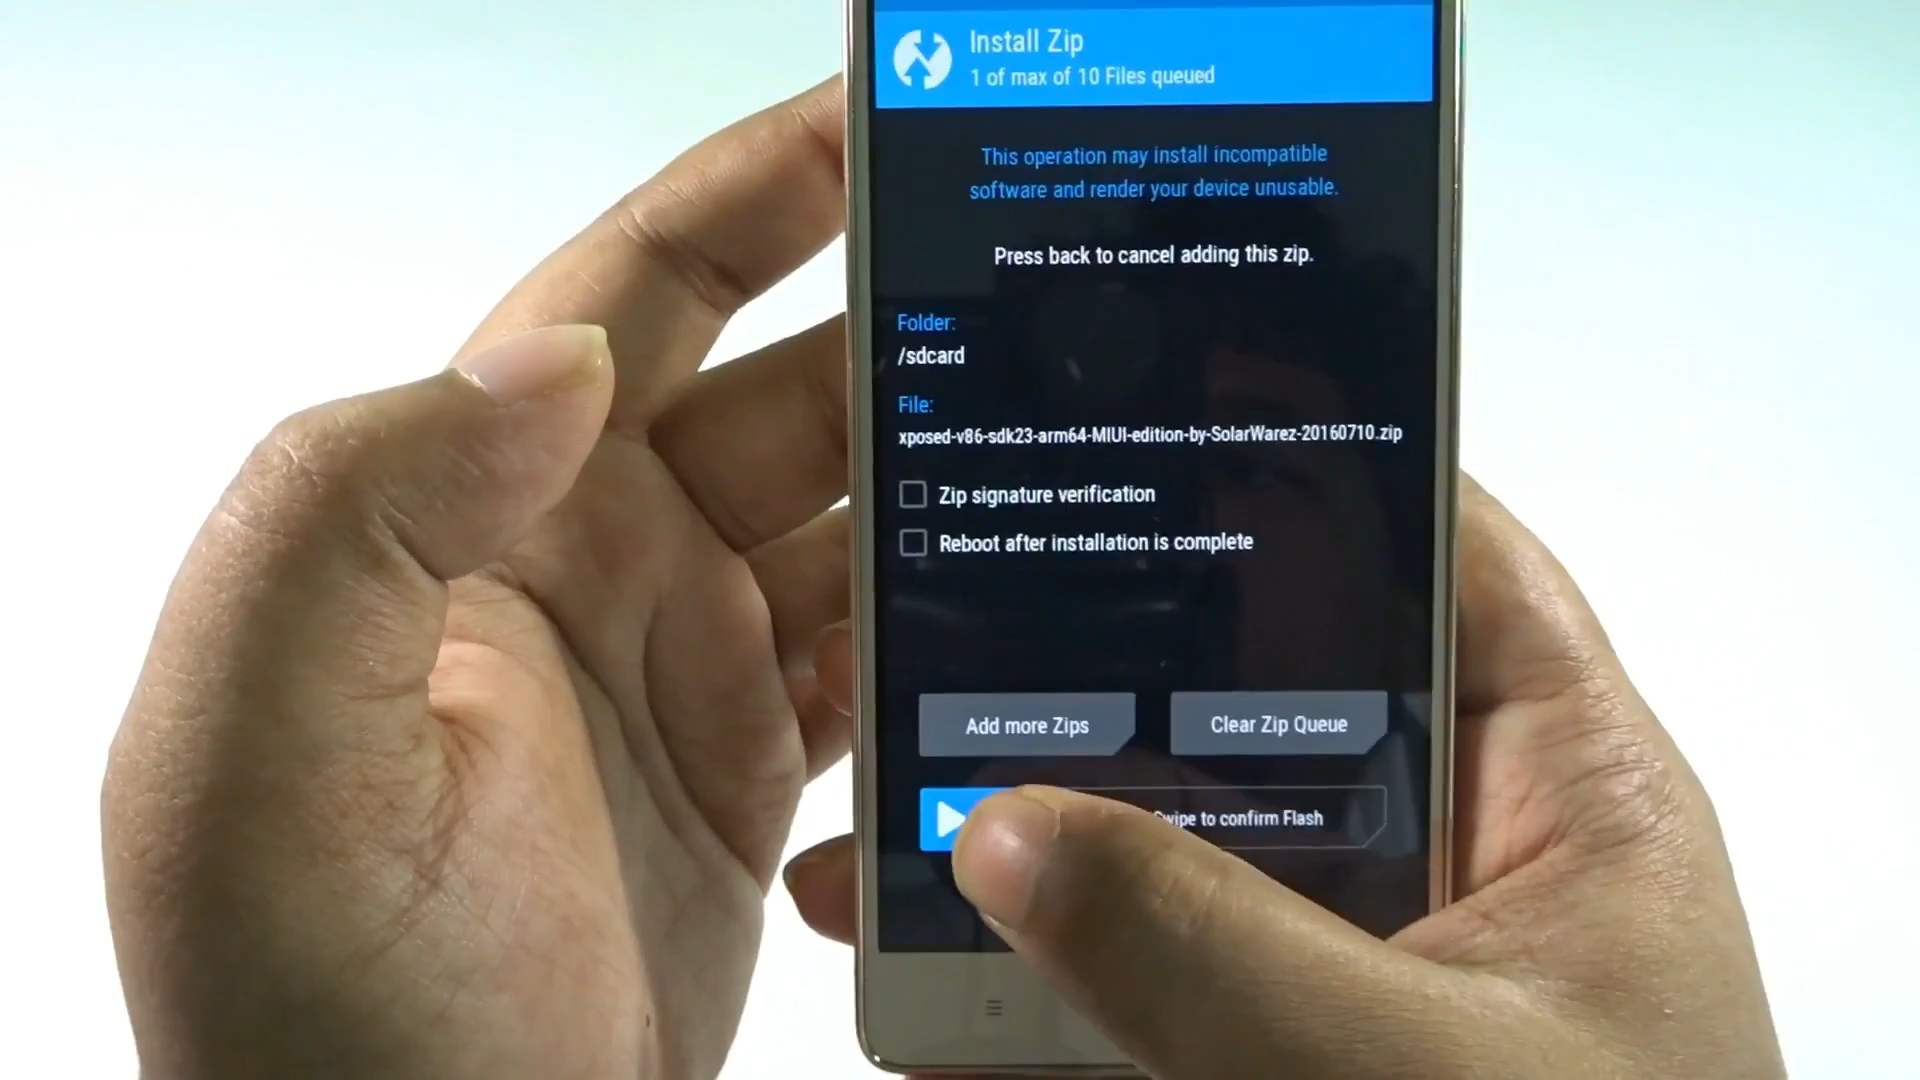 Install Zip
1 of max of 10 Files queued
This operation may install incompatible
software and render your device unusable.
Press back to cancel adding this zip.
Folder:
/sdcard
File:
xposed-v86-sdk23-arm64-MIUI-edition-by-SolarWarez-20160710.zip
Zip signature verification
Reboot after installation is complete
Add more Zips
Clear Zip Queue
Swipe to confirm Flash